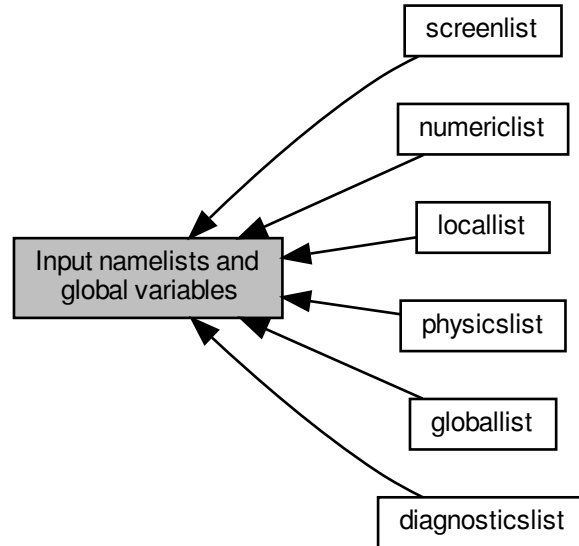 screenlist
numericlist
locallist
Input namelists and
global variables
physicslist
globallist
diagnosticslist